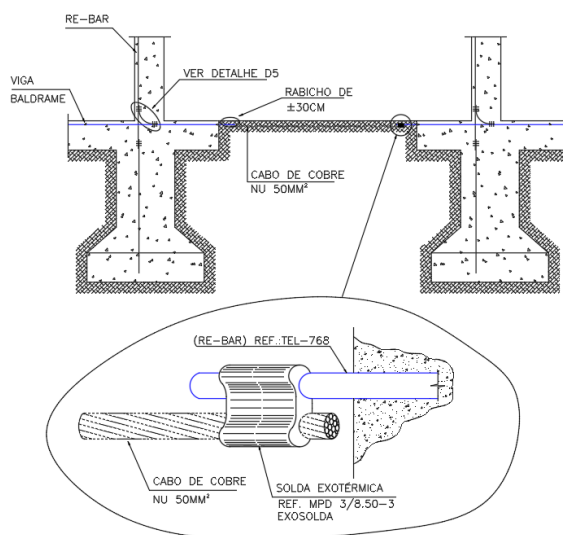 RE-BAR
VER DETALHE D5
VIGA
BALDRAME
RABICHO DE
±30CM
CABO DE COBRE
NU 50MM²
(RE-BAR) REF.:TEL-768
CABO DE COBRE
NU 50MM²
SOLDA EXOTÉRMICA
REF. MPD 3/8.50-3
EXOSOLDA